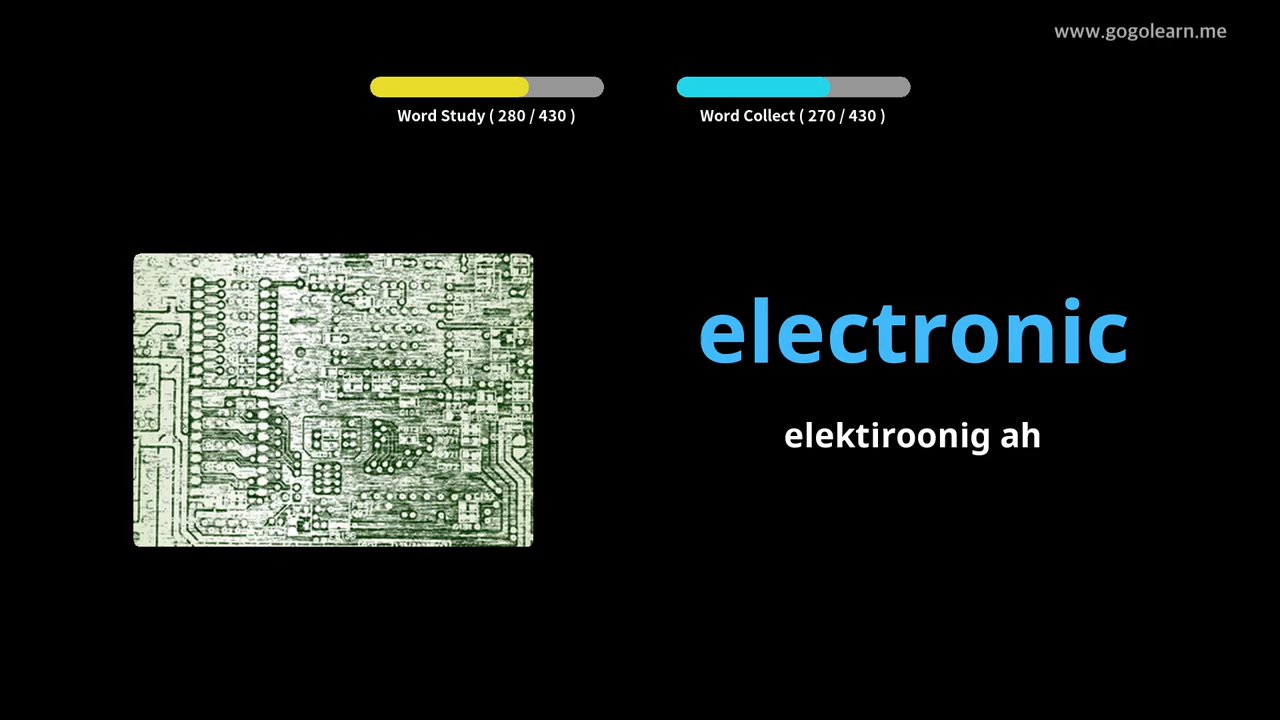 www.gogolearn.me
Word Study ( 280 / 430 )
Word Collect ( 270 / 430 )
electronic
elektiroonig ah